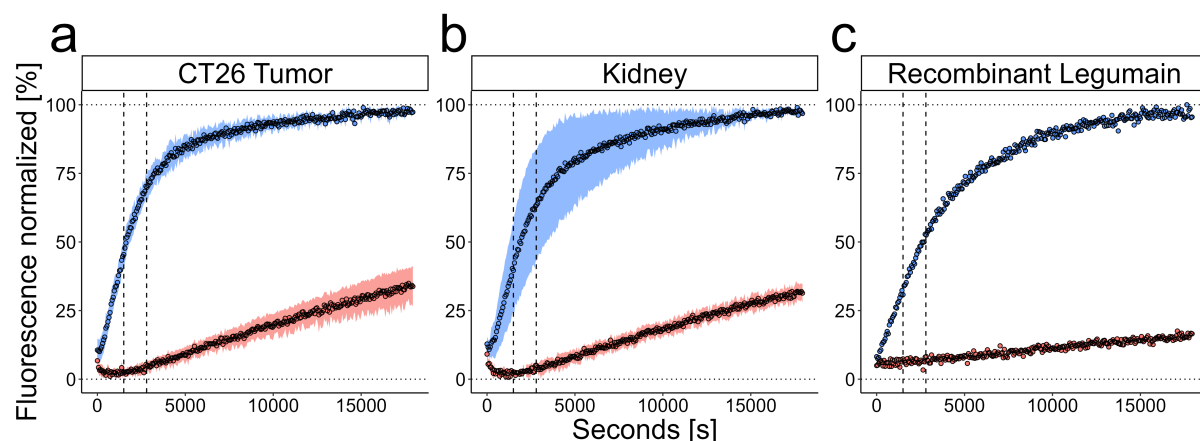 a b c
CT26 Tumor Kidney Recombinant Legumain
Fluorescence normalized [%]
100 100 100
75 75 75
50 50 50
25 25 25
0 0 0
0 5000 10000 15000 0 5000 10000 15000 0 5000 10000 15000
Seconds [s]